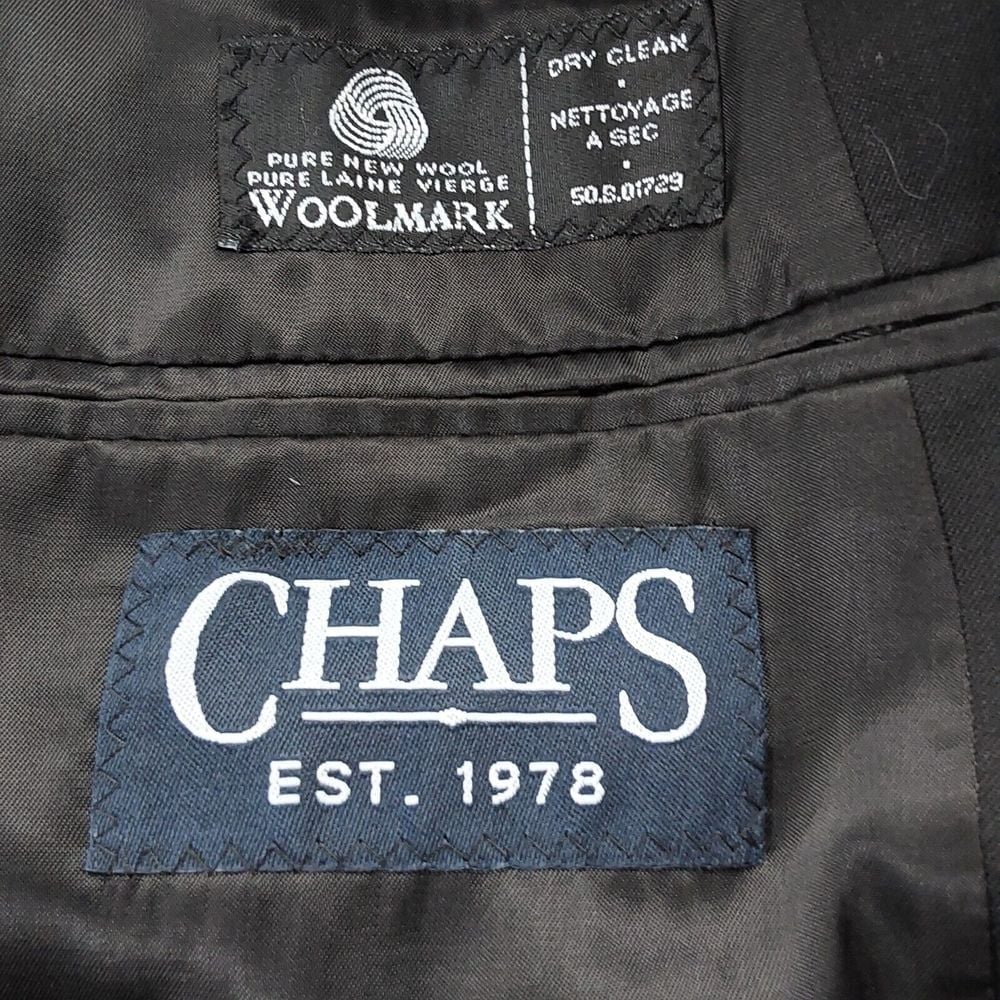 PURE NEW WOOL
PURE LAINE VIERGE
WOOLMARK
DRY CLEAN
•
NETTOYAGE
A SEC
•
50.B.01729
CHAPS
EST. 1978